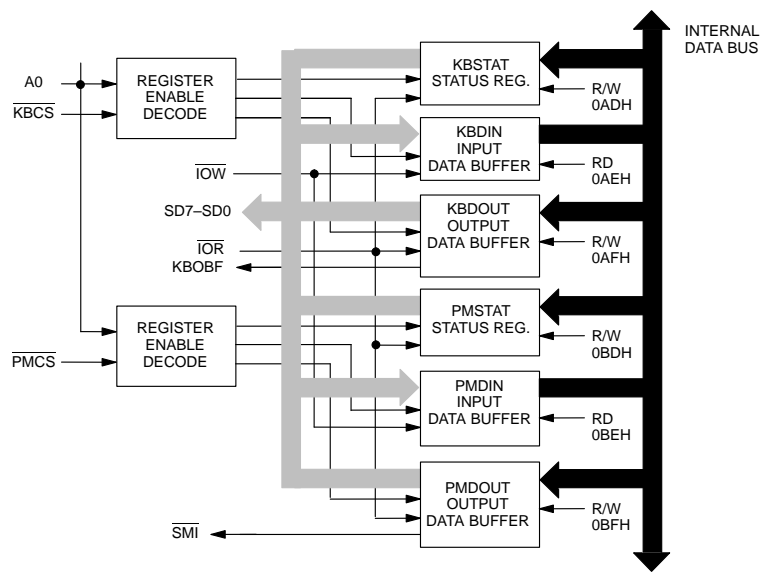 INTERNAL
DATA BUS
A0
KBCS
REGISTER
ENABLE
DECODE
KBSTAT
STATUS REG.
R/W
0ADH
KBDIN
INPUT
DATA BUFFER
RD
0AEH
IOW
SD7–SD0
KBDOUT
OUTPUT
DATA BUFFER
R/W
0AFH
IOR
KBOBF
PMSTAT
STATUS REG.
R/W
0BDH
REGISTER
ENABLE
DECODE
PMCS
PMDIN
INPUT
DATA BUFFER
RD
0BEH
PMDOUT
OUTPUT
DATA BUFFER
R/W
0BFH
SMI